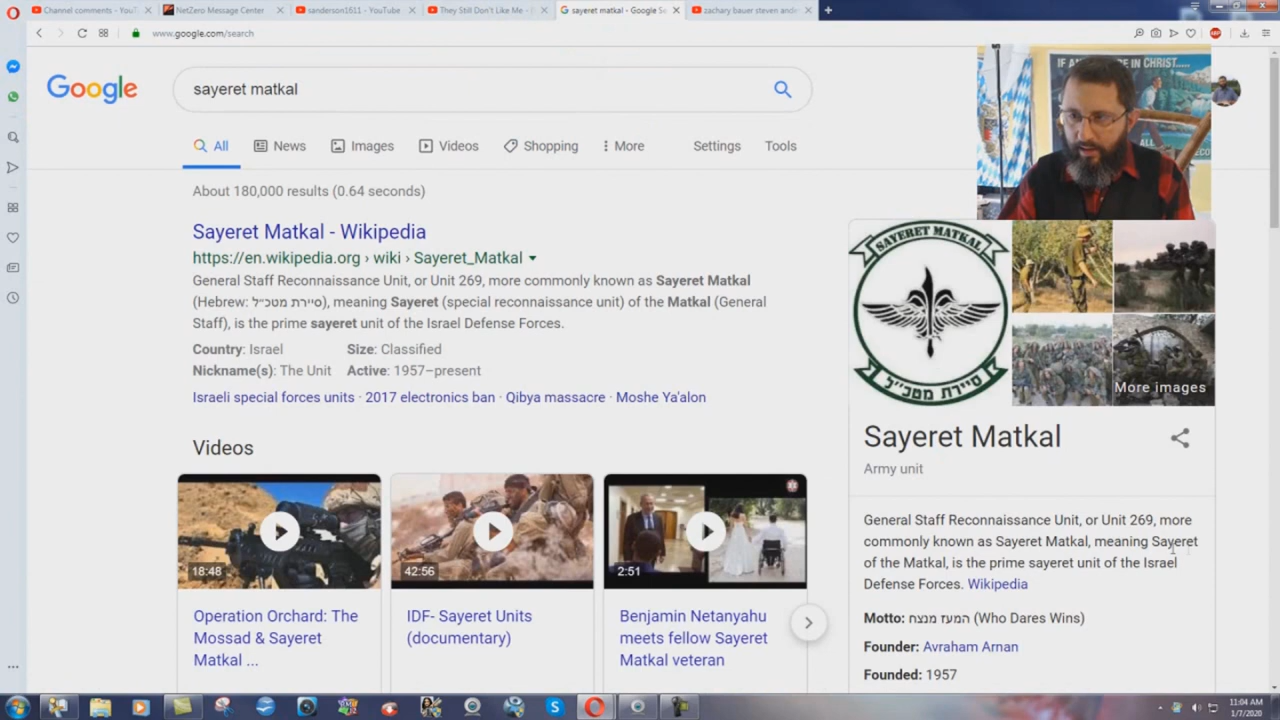 Channel comments - YouT
NetZero Message Center
sanderson1611 - YouTube
They Still Don't Like Me -
sayeret matkal - Google Se
zachary bauer steven and
www.google.com/search
Google
sayeret matkal
All
News
Images
Videos
Shopping
More
Settings
Tools
About 180,000 results (0.64 seconds)
Sayeret Matkal - Wikipedia
https://en.wikipedia.org › wiki › Sayeret_Matkal
General Staff Reconnaissance Unit, or Unit 269, more commonly known as Sayeret Matkal
(Hebrew: סיירת מטכ״ל), meaning Sayeret (special reconnaissance unit) of the Matkal (General
Staff), is the prime sayeret unit of the Israel Defense Forces.
Country: Israel Size: Classified
Nickname(s): The Unit Active: 1957–present
Israeli special forces units · 2017 electronics ban · Qibya massacre · Moshe Ya'alon
Videos
18:48
42:56
2:51
Operation Orchard: The
Mossad & Sayeret
Matkal ...
IDF- Sayeret Units
(documentary)
Benjamin Netanyahu
meets fellow Sayeret
Matkal veteran
E IN CHRIST.....
SAYERET MATKAL
סיירת מטכ״ל
More images
Sayeret Matkal
Army unit
General Staff Reconnaissance Unit, or Unit 269, more
commonly known as Sayeret Matkal, meaning Sayeret
of the Matkal, is the prime sayeret unit of the Israel
Defense Forces. Wikipedia
Motto: המעז מנצח (Who Dares Wins)
Founder: Avraham Arnan
Founded: 1957
11:04 AM
1/7/2020